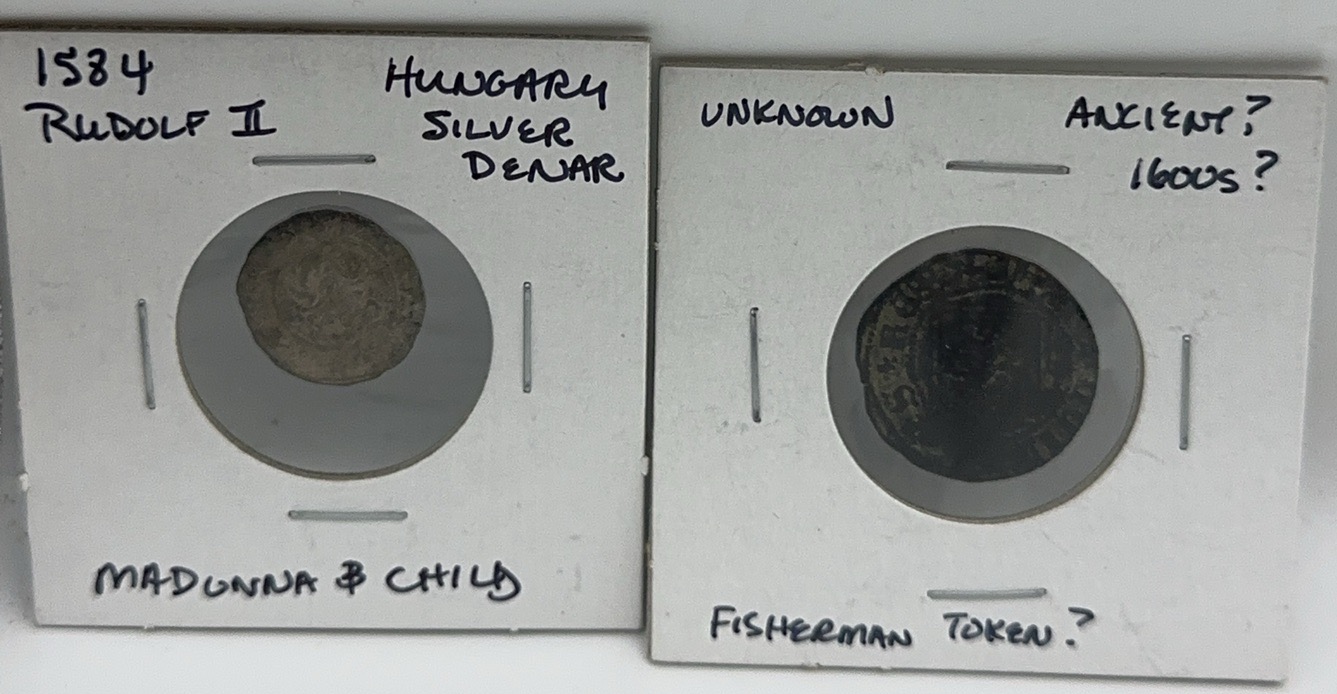 1584
RUDOLF II
HUNGARY
SILVER
DENAR
MADONNA & CHILD
UNKNOWN
ANCIENT?
1600s?
FISHERMAN TOKEN?